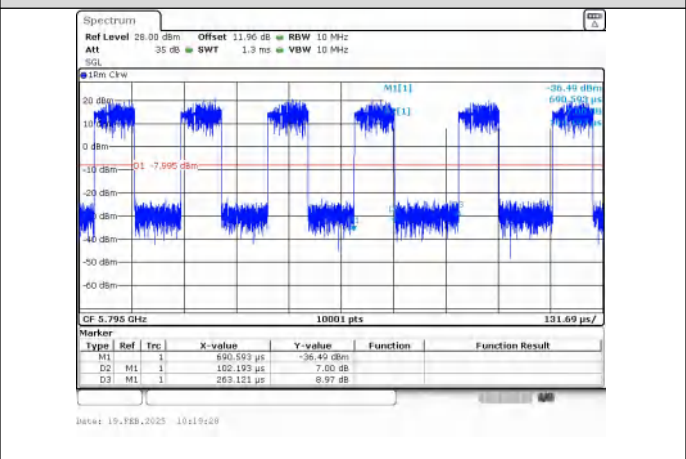 Spectrum
Ref Level 28.00 dBm Offset 11.96 dB RBW 10 MHz
Att 35 dB SWT 1.3 ms VBW 10 MHz
SGL
1Rm Clrw
M1[1] -36.49 dBm
690.593 µs
20 dBm
10
0 dBm
D1 -7.995 dBm
-10 dBm
-20 dBm
dBm
-40 dBm
-50 dBm
-60 dBm
CF 5.795 GHz 10001 pts 131.69 µs/
Marker
Type Ref Trc X-value Y-value Function Function Result
M1 1 690.593 µs -36.49 dBm
D2 M1 1 102.193 µs 7.00 dB
D3 M1 1 263.121 µs 8.97 dB
Date: 19.FEB.2025 10:19:28